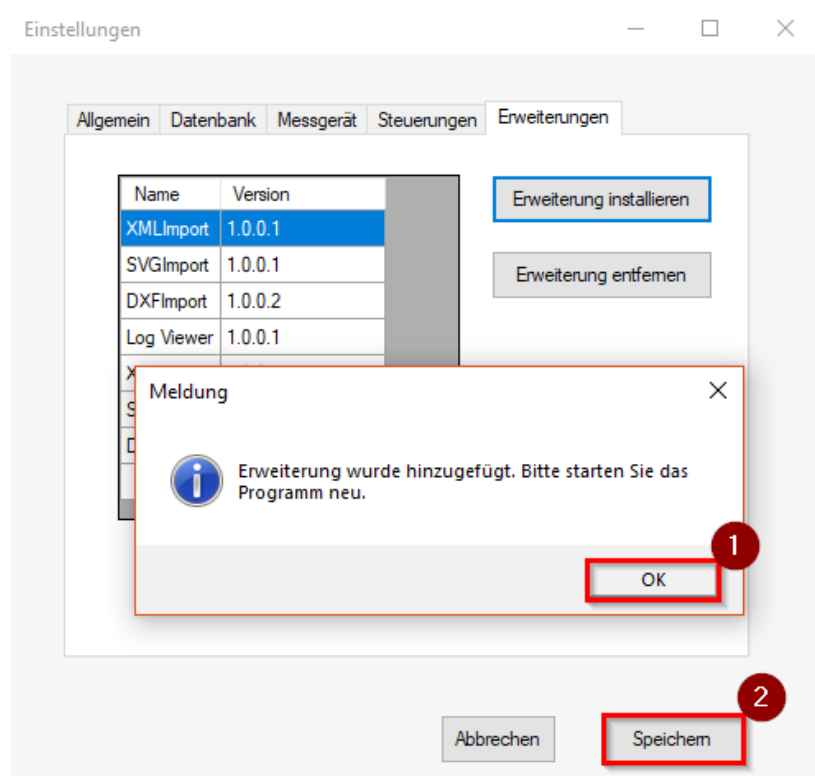 Einstellungen
Allgemein Datenbank Messgerät Steuerungen Erweiterungen
Name Version
XMLImport 1.0.0.1
SVGImport 1.0.0.1
DXFImport 1.0.0.2
Log Viewer 1.0.0.1
Erweiterung installieren
Erweiterung entfernen
Meldung
Erweiterung wurde hinzugefügt. Bitte starten Sie das
Programm neu.
1
OK
2
Abbrechen Speichern